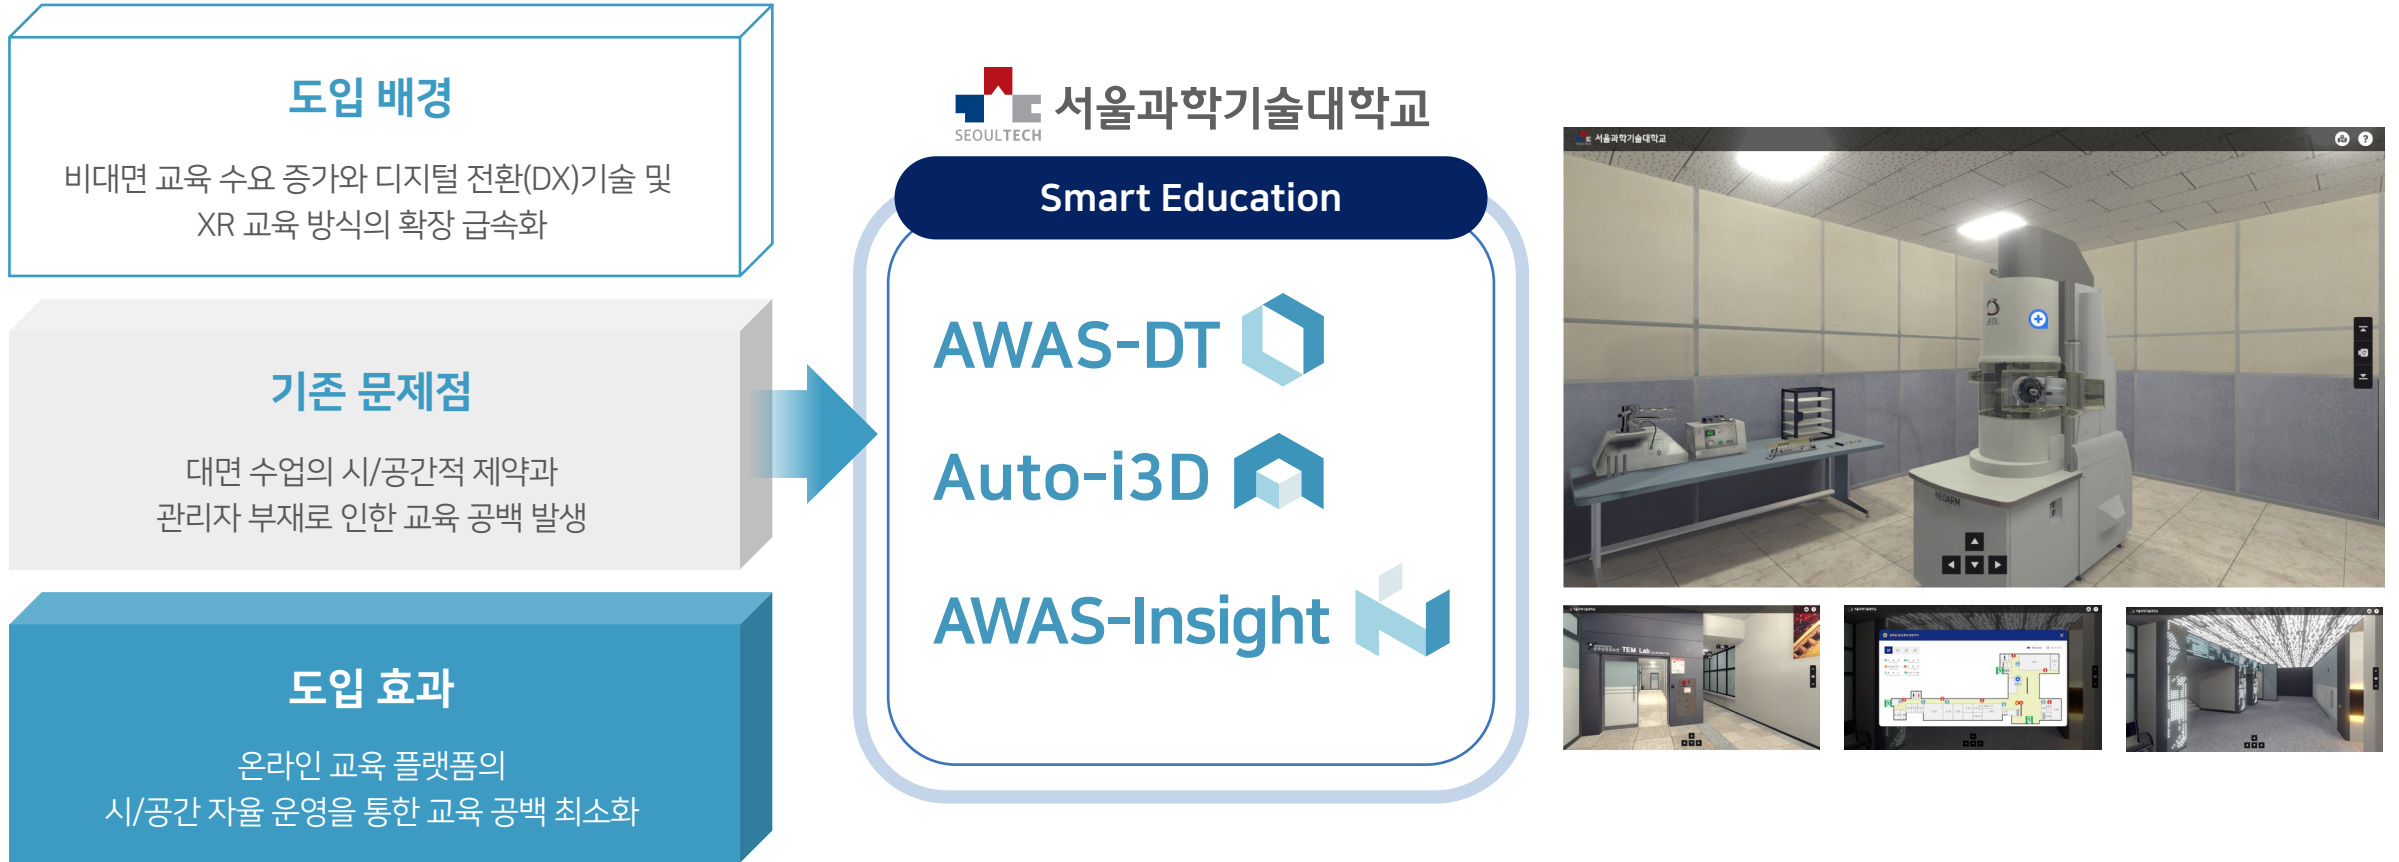 도입 배경
비대면 교육 수요 증가와 디지털 전환(DX)기술 및
XR 교육 방식의 확장 급속화
기존 문제점
대면 수업의 시/공간적 제약과
관리자 부재로 인한 교육 공백 발생
도입 효과
온라인 교육 플랫폼의
시/공간 자율 운영을 통한 교육 공백 최소화
SEOULTECH
서울과학기술대학교
Smart Education
AWAS-DT
Auto-i3D
AWAS-Insight
서울과학기술대학교
JEOL
NEOARM
TEM Lab